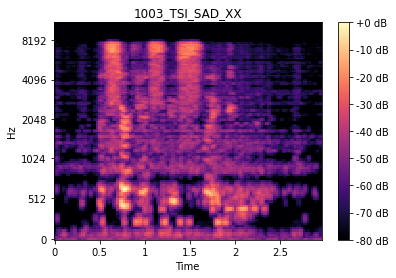 1003_TSI_SAD_XX
8192
4096
2048
1024
512
0
Hz
0
0.5
1
1.5
2
2.5
Time
+0 dB
-10 dB
-20 dB
-30 dB
-40 dB
-50 dB
-60 dB
-70 dB
-80 dB